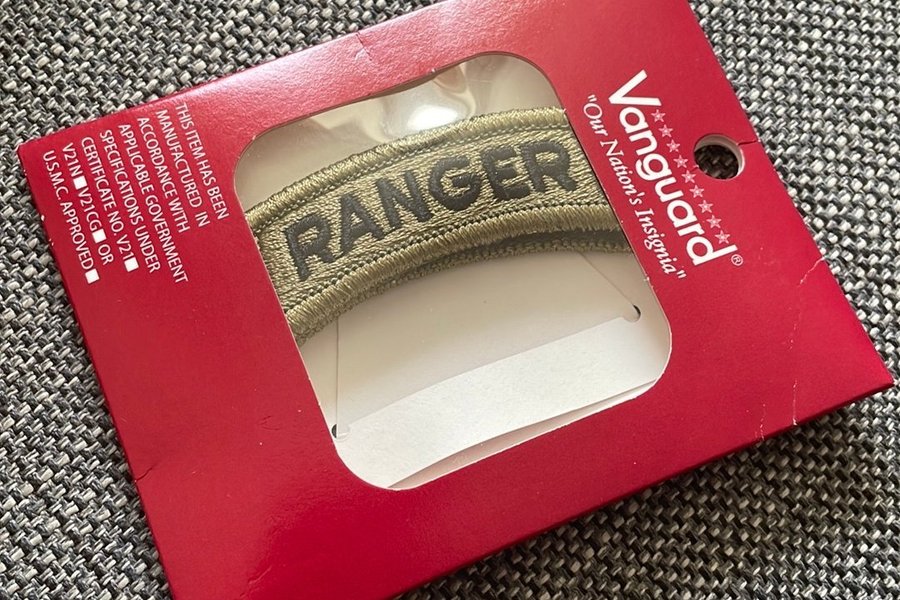 THIS ITEM HAS BEEN
MANUFACTURED IN
ACCORDANCE WITH
APPLICABLE GOVERNMENT
SPECIFICATIONS UNDER
CERTIFICATE NO. V21
V21N V21CG OR
U.S.M.C. APPROVED
RANGER
Vanguard®
"Our Nation's Insignia"